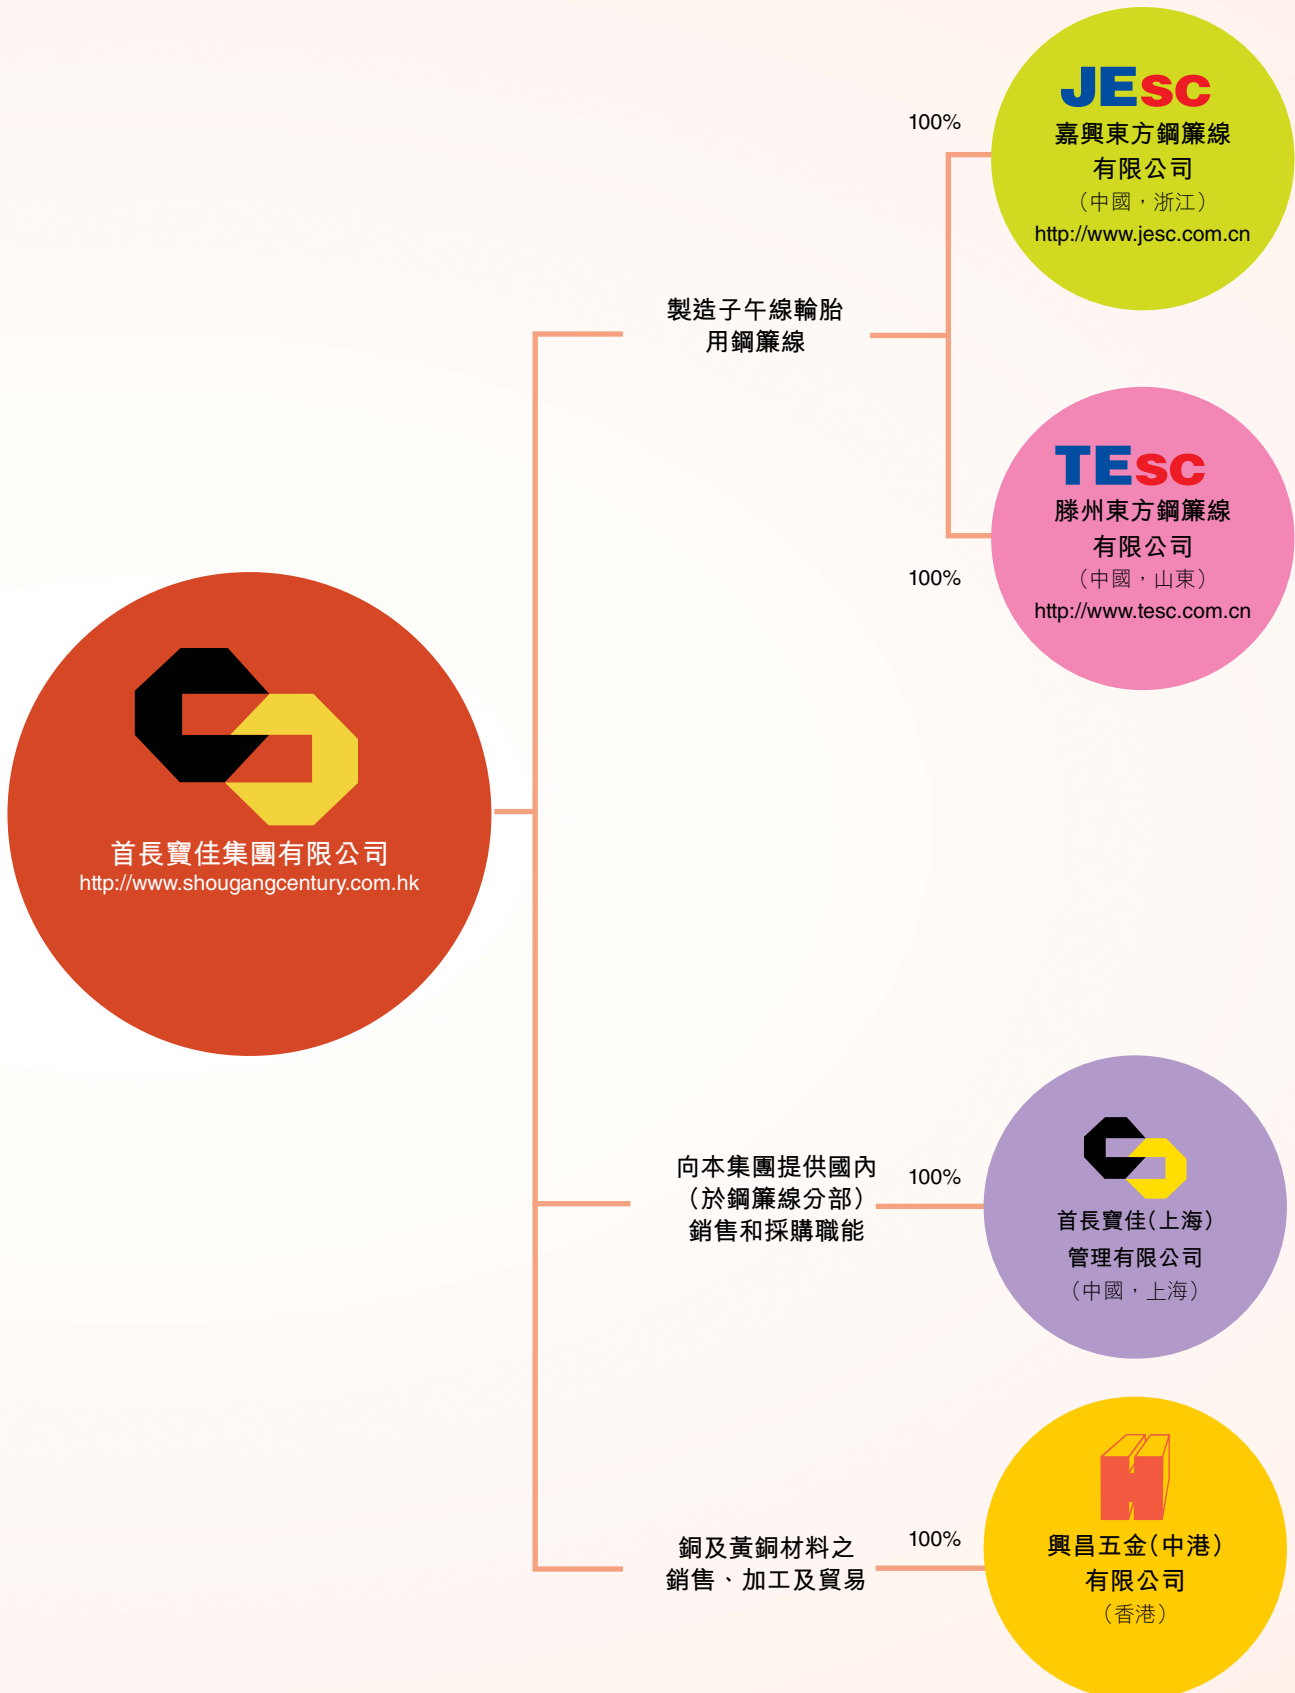 首長寶佳集團有限公司
http://www.shougangcentury.com.hk
製造子午線輪胎
用鋼簾線
100%
JESC
嘉興東方鋼簾線
有限公司
（中國，浙江）
http://www.jesc.com.cn
100%
TESC
滕州東方鋼簾線
有限公司
（中國，山東）
http://www.tesc.com.cn
向本集團提供國內
（於鋼簾線分部）
銷售和採購職能
100%
首長寶佳（上海）
管理有限公司
（中國，上海）
銅及黃銅材料之
銷售、加工及貿易
100%
興昌五金（中港）
有限公司
（香港）